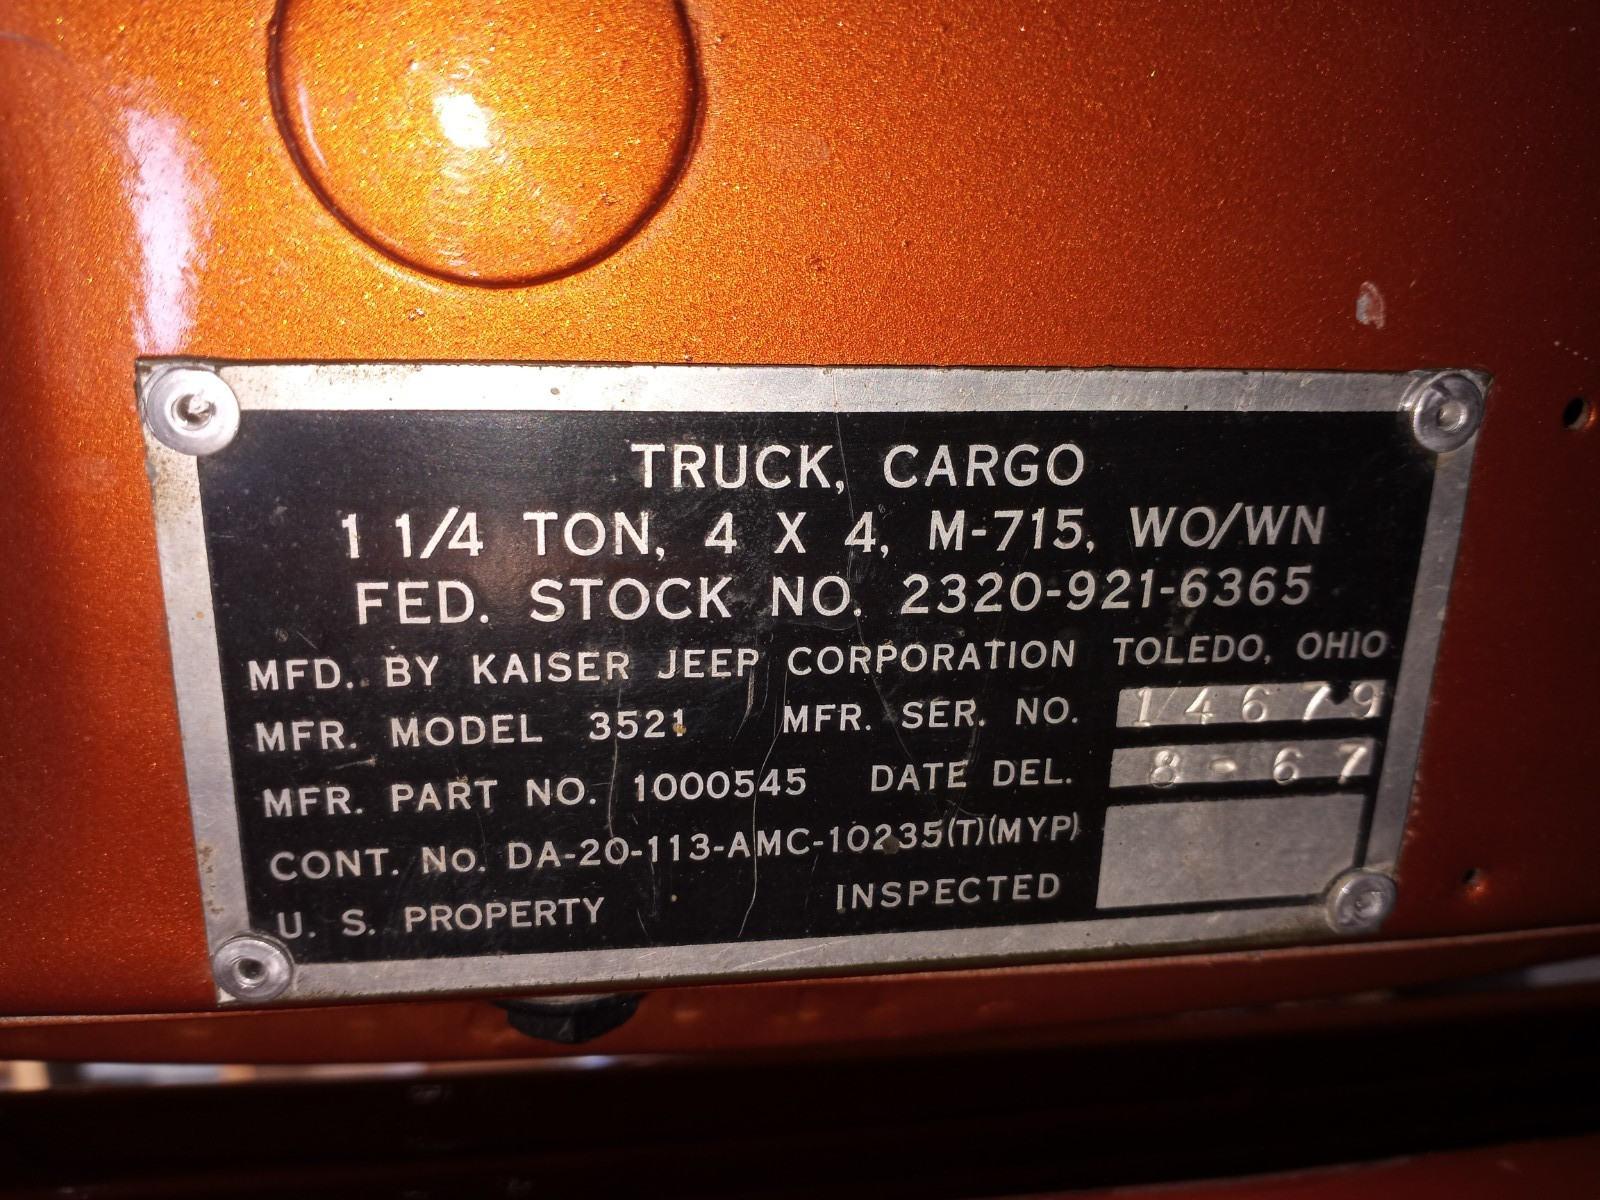 TRUCK, CARGO
1 1/4 TON, 4 X 4, M-715, WO/WN
FED. STOCK NO. 2320-921-6365
MFD. BY KAISER JEEP CORPORATION TOLEDO, OHIO
MFR. MODEL 3521 MFR. SER. NO. 14679
MFR. PART NO. 1000545 DATE DEL. 8-67
CONT. No. DA-20-113-AMC-10235(T)(MYP)
U. S. PROPERTY INSPECTED